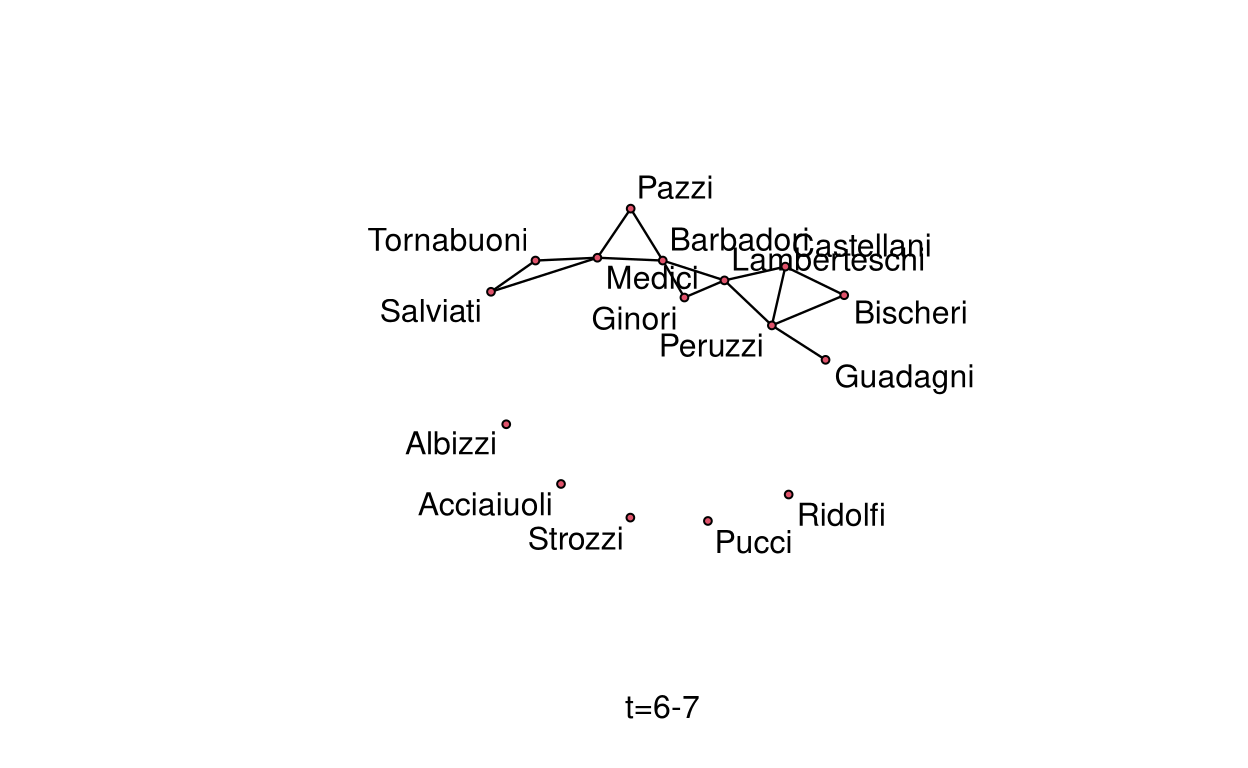 Pazzi
Tornabuoni
Barbadori
Castellani
Lamberteschi
Medici
Salviati
Ginori
Bischeri
Peruzzi
Guadagni
Albizzi
Acciaiuoli
Ridolfi
Strozzi
Pucci
t=6-7